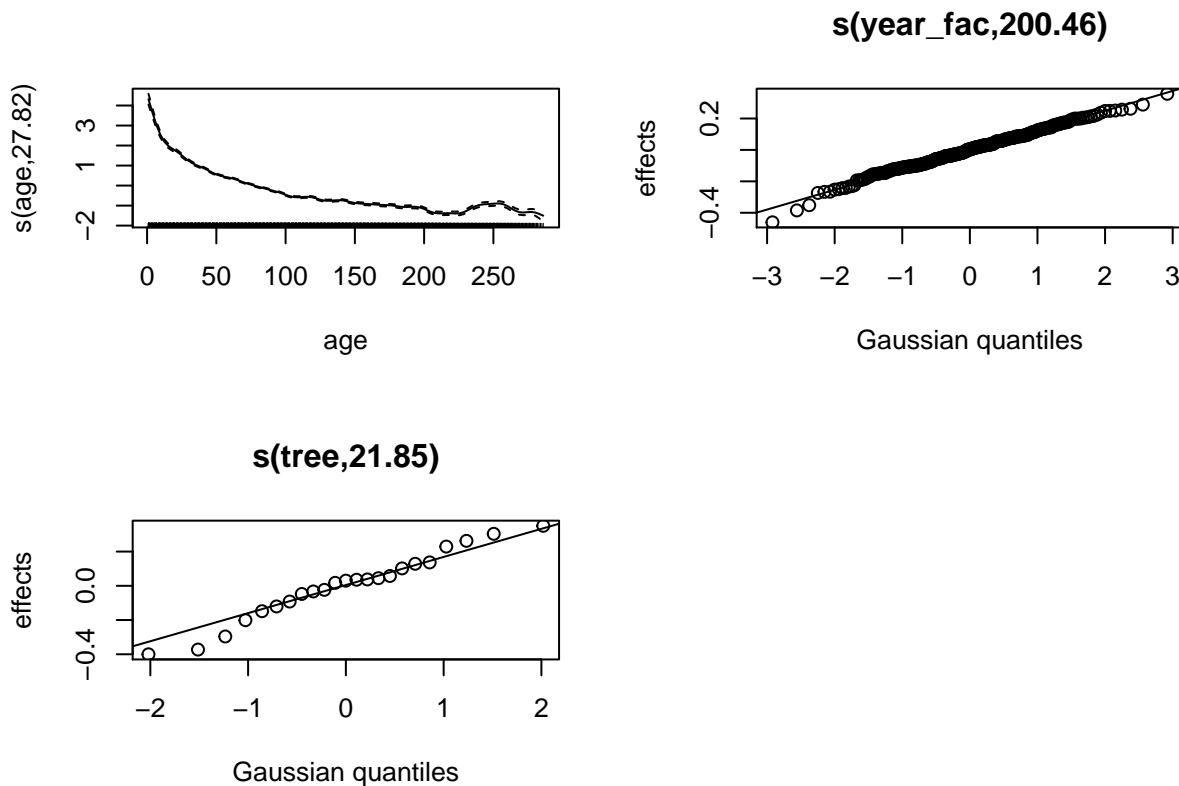 s(age,27.82)
3
1
−2
0 50 100 150 200 250
age
s(year_fac,200.46)
effects
0.2
−0.4
−3 −2 −1 0 1 2 3
Gaussian quantiles
s(tree,21.85)
effects
0.0
−0.4
−2 −1 0 1 2
Gaussian quantiles